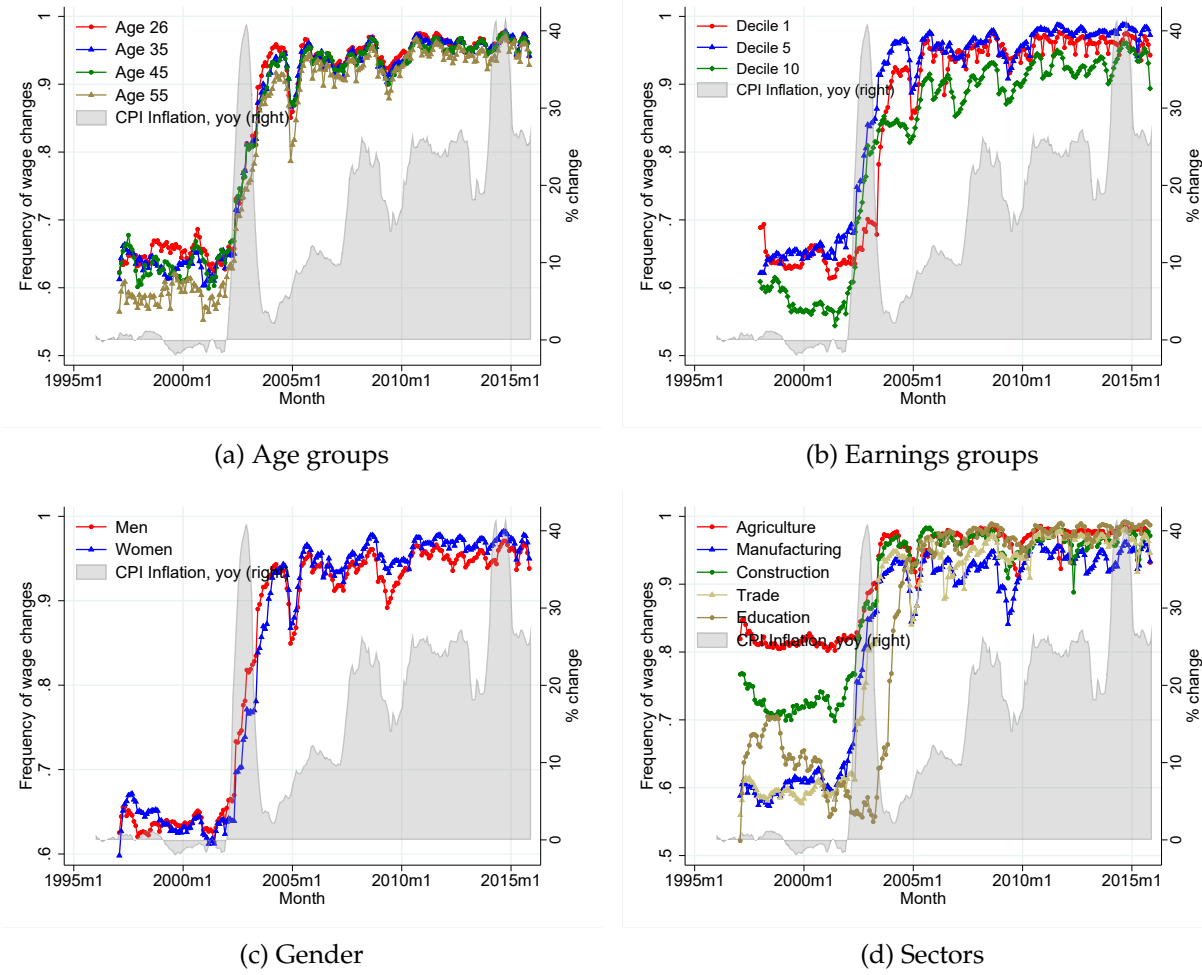 Age 26
Age 35
Age 45
Age 55
CPI Inflation, yoy (right)
Frequency of wage changes
1
.9
.8
.7
.6
.5
40
30
20
10
0
% change
1995m1 2000m1 2005m1 2010m1 2015m1
Month
(a) Age groups
Decile 1
Decile 5
Decile 10
CPI Inflation, yoy (right)
Frequency of wage changes
1
.9
.8
.7
.6
.5
40
30
20
10
0
% change
1995m1 2000m1 2005m1 2010m1 2015m1
Month
(b) Earnings groups
Men
Women
CPI Inflation, yoy (right)
Frequency of wage changes
1
.9
.8
.7
.6
40
30
20
10
0
% change
1995m1 2000m1 2005m1 2010m1 2015m1
Month
(c) Gender
Agriculture
Manufacturing
Construction
Trade
Education
CPI Inflation, yoy (right)
Frequency of wage changes
1
.9
.8
.7
.6
.5
40
30
20
10
0
% change
1995m1 2000m1 2005m1 2010m1 2015m1
Month
(d) Sectors